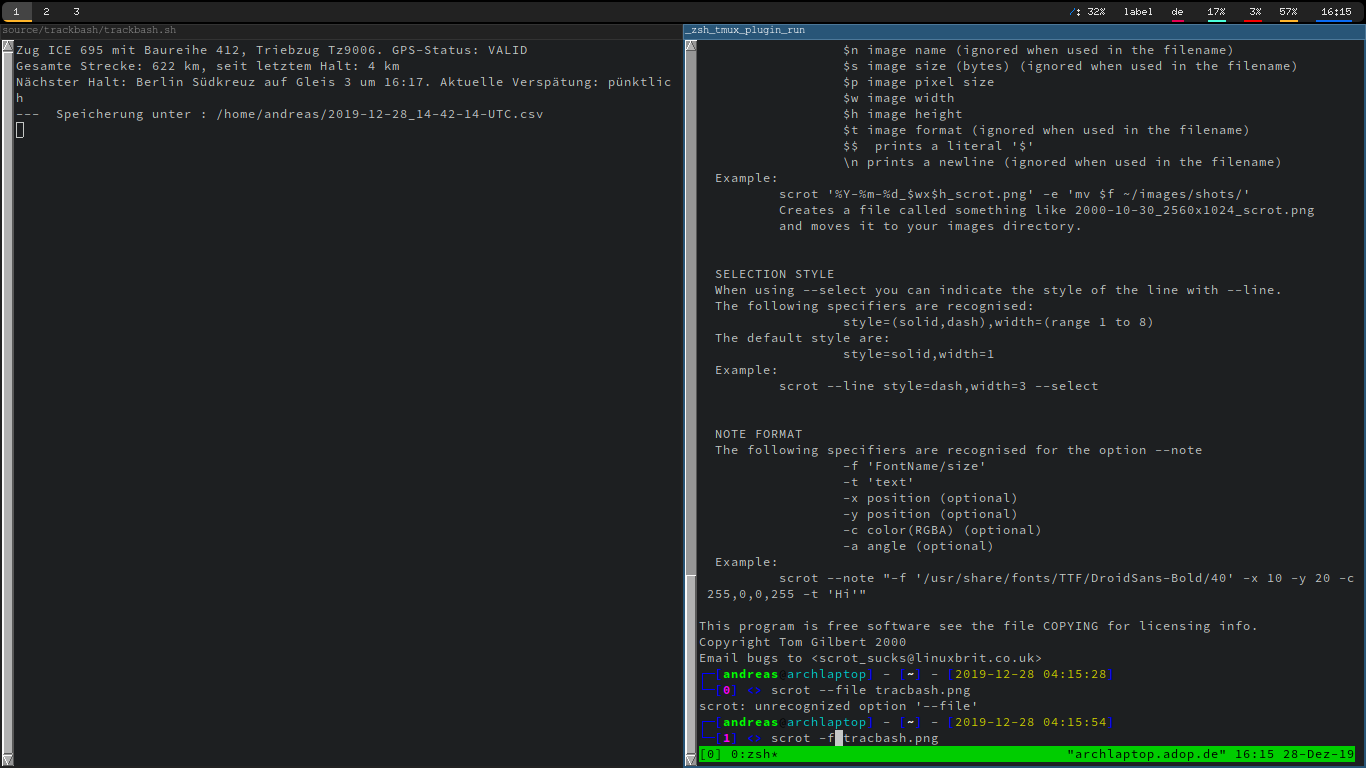 1 2 3 /: 32% label de 17% 3% 57% 16:15
source/trackbash/trackbash.sh
Zug ICE 695 mit Baureihe 412, Triebzug Tz9006. GPS-Status: VALID
Gesamte Strecke: 622 km, seit letztem Halt: 4 km
Nächster Halt: Berlin Südkreuz auf Gleis 3 um 16:17. Aktuelle Verspätung: pünktlic
h
---  Speicherung unter : /home/andreas/2019-12-28_14-42-14-UTC.csv
_zsh_tmux_plugin_run
$n image name (ignored when used in the filename)
$s image size (bytes) (ignored when used in the filename)
$p image pixel size
$w image width
$h image height
$t image format (ignored when used in the filename)
$$  prints a literal '$'
\n prints a newline (ignored when used in the filename)
Example:
scrot '%Y-%m-%d_$wx$h_scrot.png' -e 'mv $f ~/images/shots/'
Creates a file called something like 2000-10-30_2560x1024_scrot.png
and moves it to your images directory.
SELECTION STYLE
When using --select you can indicate the style of the line with --line.
The following specifiers are recognised:
style=(solid,dash),width=(range 1 to 8)
The default style are:
style=solid,width=1
Example:
scrot --line style=dash,width=3 --select
NOTE FORMAT
The following specifiers are recognised for the option --note
-f 'FontName/size'
-t 'text'
-x position (optional)
-y position (optional)
-c color(RGBA) (optional)
-a angle (optional)
Example:
scrot --note "-f '/usr/share/fonts/TTF/DroidSans-Bold/40' -x 10 -y 20 -c
255,0,0,255 -t 'Hi'"
This program is free software see the file COPYING for licensing info.
Copyright Tom Gilbert 2000
Email bugs to <scrot_sucks@linuxbrit.co.uk>
[andreas archlaptop] - [~] - [2019-12-28 04:15:28]
[0] <> scrot --file tracbash.png
scrot: unrecognized option '--file'
[andreas archlaptop] - [~] - [2019-12-28 04:15:54]
[1] <> scrot -f tracbash.png
[0] 0:zsh* "archlaptop.adop.de" 16:15 28-Dez-19